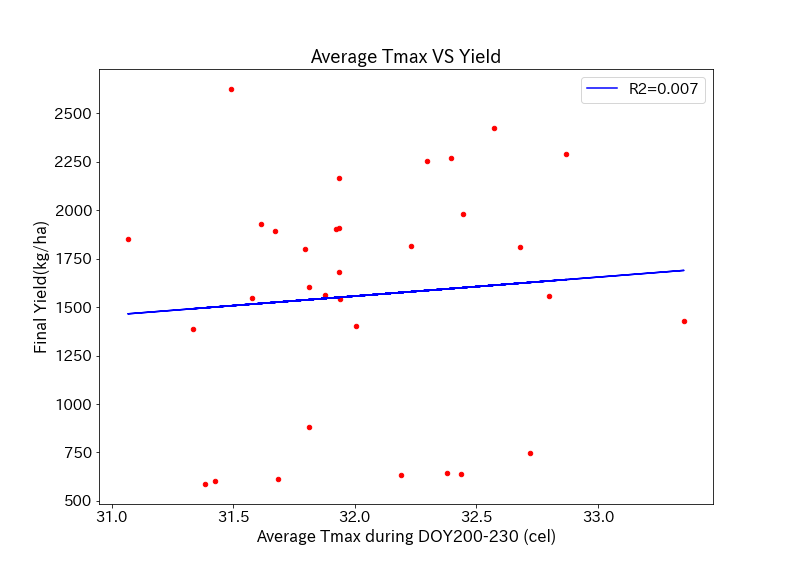 Average Tmax VS Yield
R2=0.007
Final Yield(kg/ha)
2500
2250
2000
1750
1500
1250
1000
750
500
31.0 31.5 32.0 32.5 33.0
Average Tmax during DOY200-230 (cel)